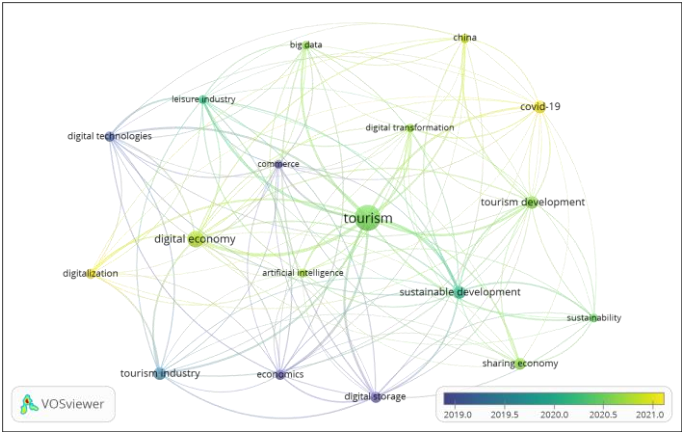 big data
china
leisure industry
covid-19
digital technologies
digital transformation
commerce
tourism development
tourism
digital economy
digitalization
artificial intelligence
sustainable development
sustainability
sharing economy
tourism industry
economics
digital storage
VOSviewer
2019.0 2019.5 2020.0 2020.5 2021.0